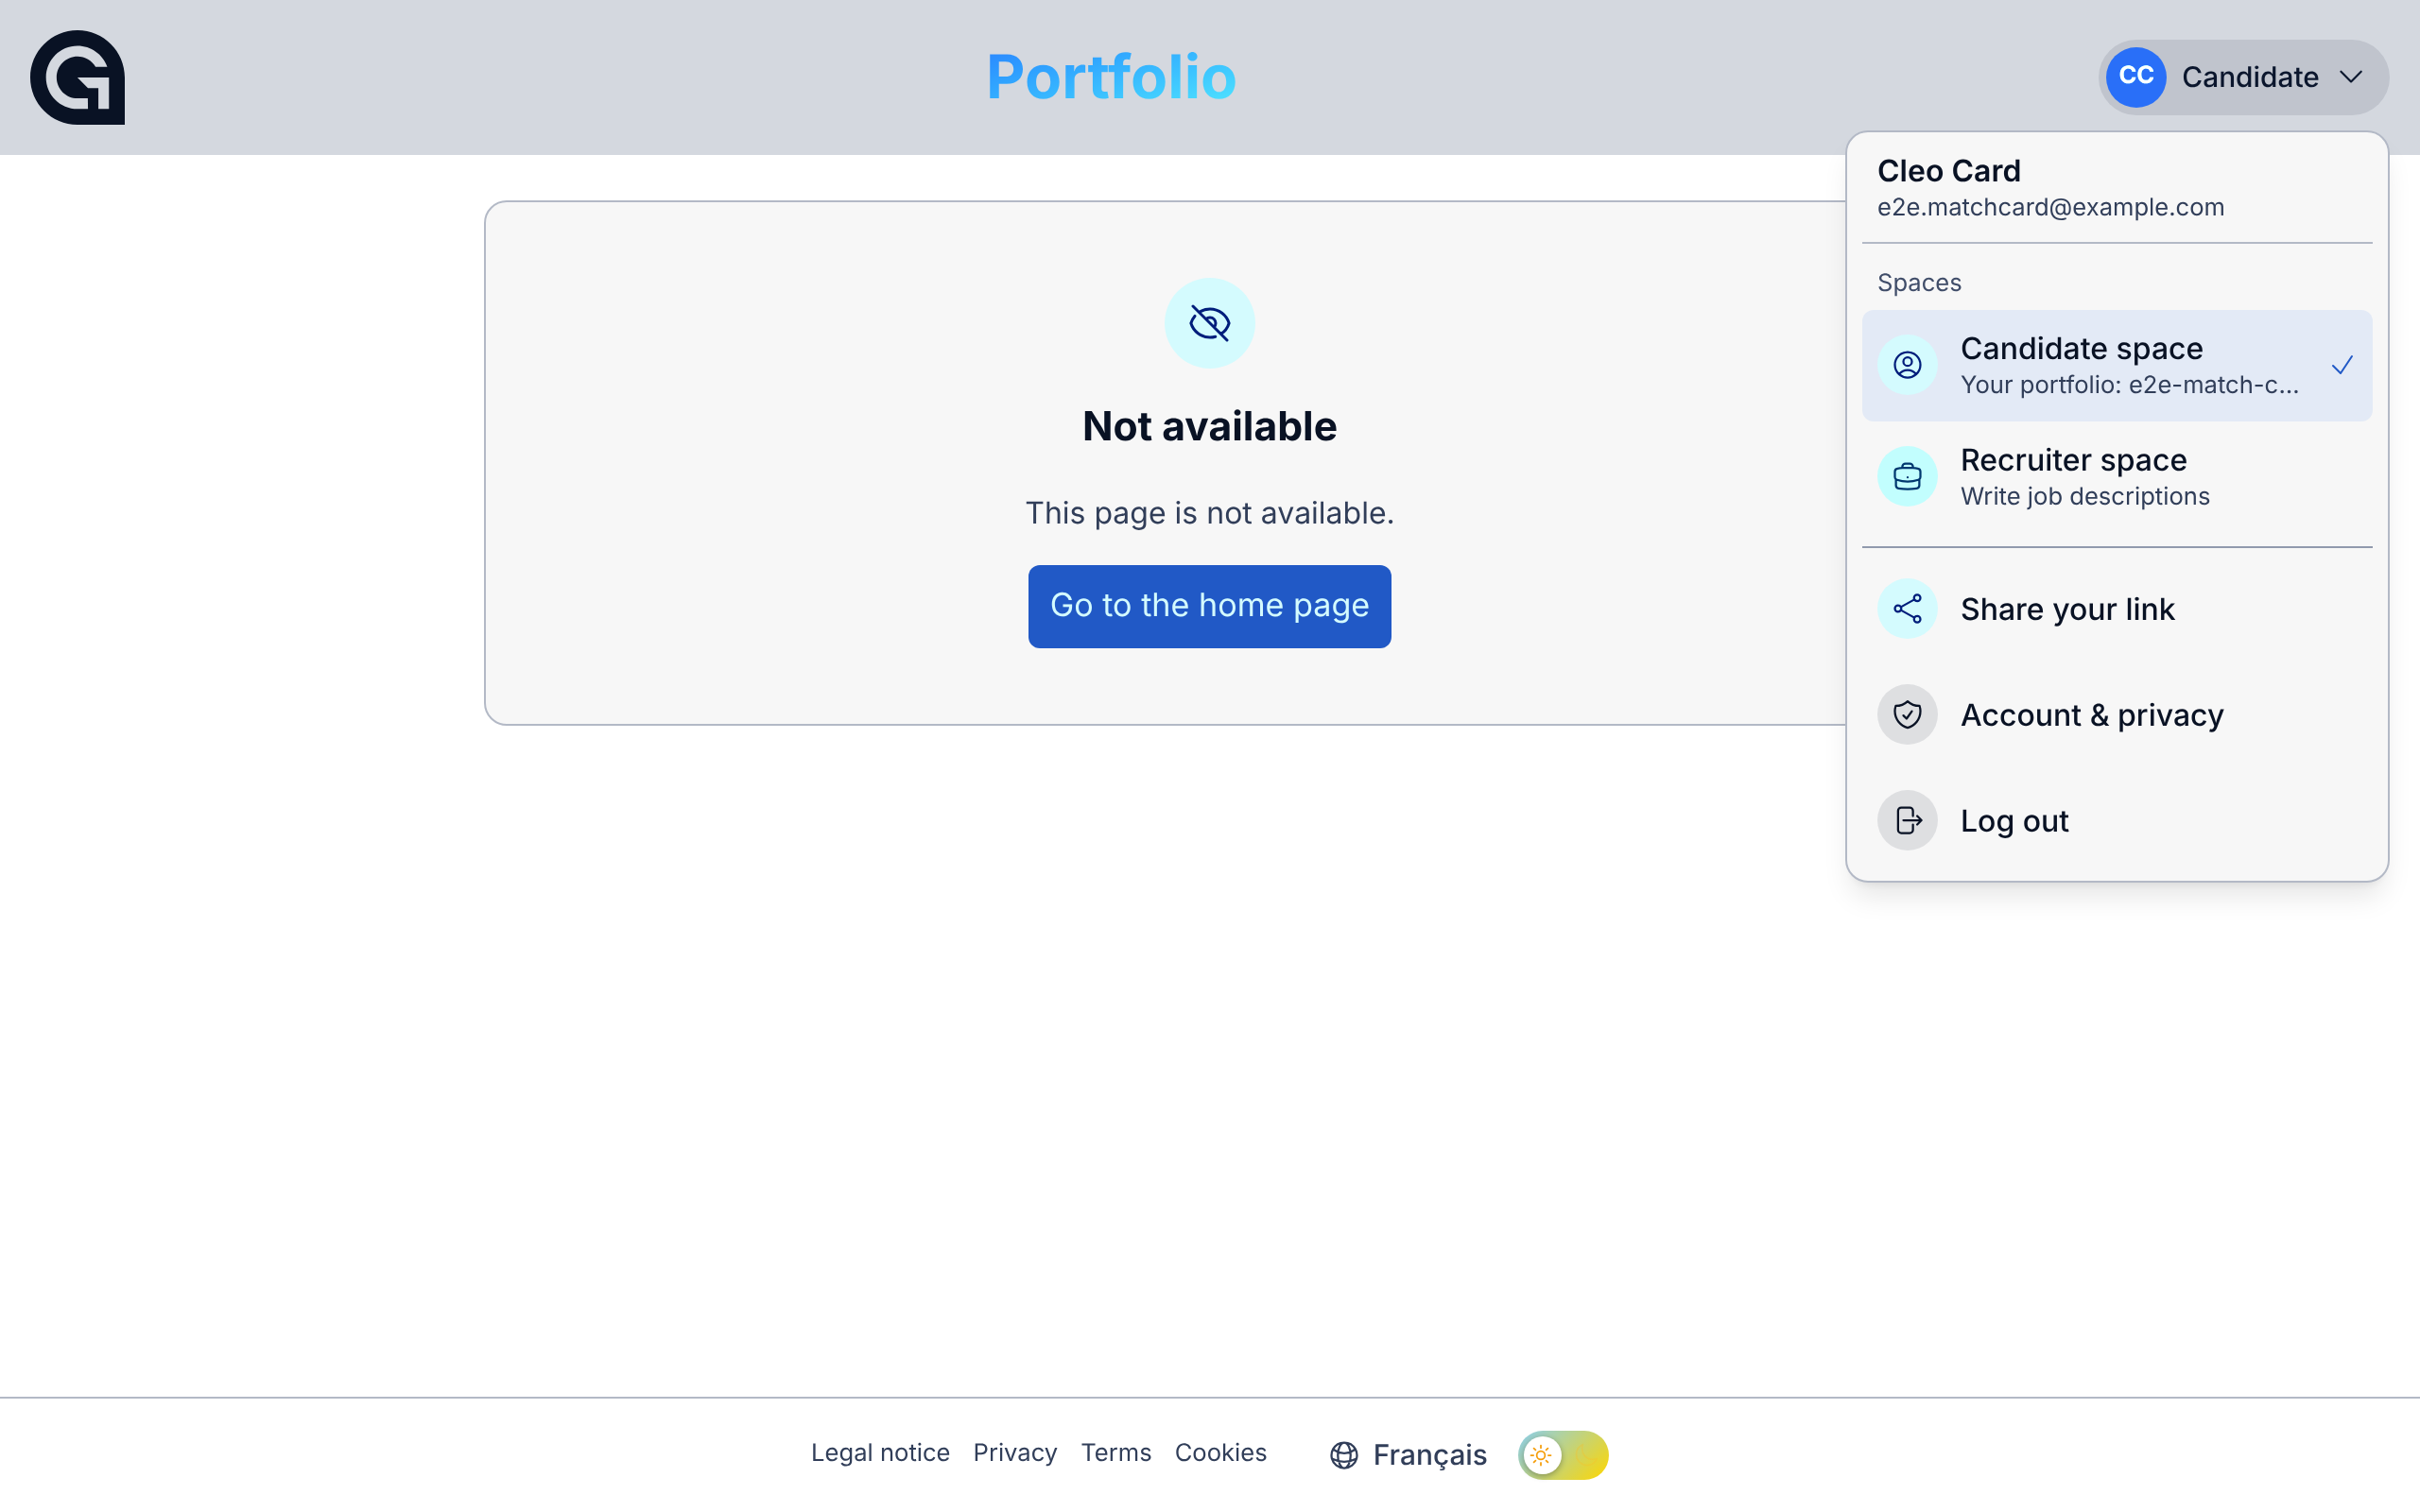 Portfolio
CC Candidate
Cleo Card
e2e.matchcard@example.com
Spaces
Candidate space
Your portfolio: e2e-match-c...
Recruiter space
Write job descriptions
Share your link
Account & privacy
Log out
Not available
This page is not available.
Go to the home page
Legal notice Privacy Terms Cookies Français